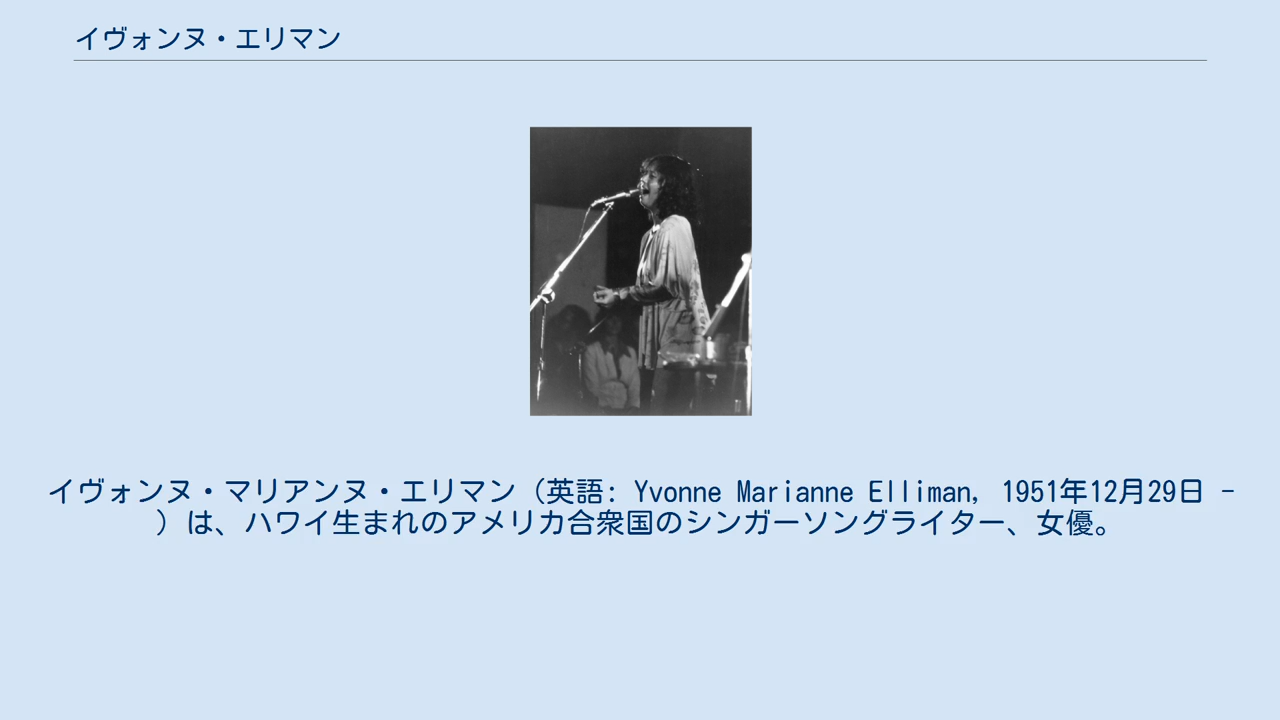 イヴォンヌ・エリマン
イヴォンヌ・マリアンヌ・エリマン（英語: Yvonne Marianne Elliman, 1951年12月29日 -
）は、ハワイ生まれのアメリカ合衆国のシンガーソングライター、女優。